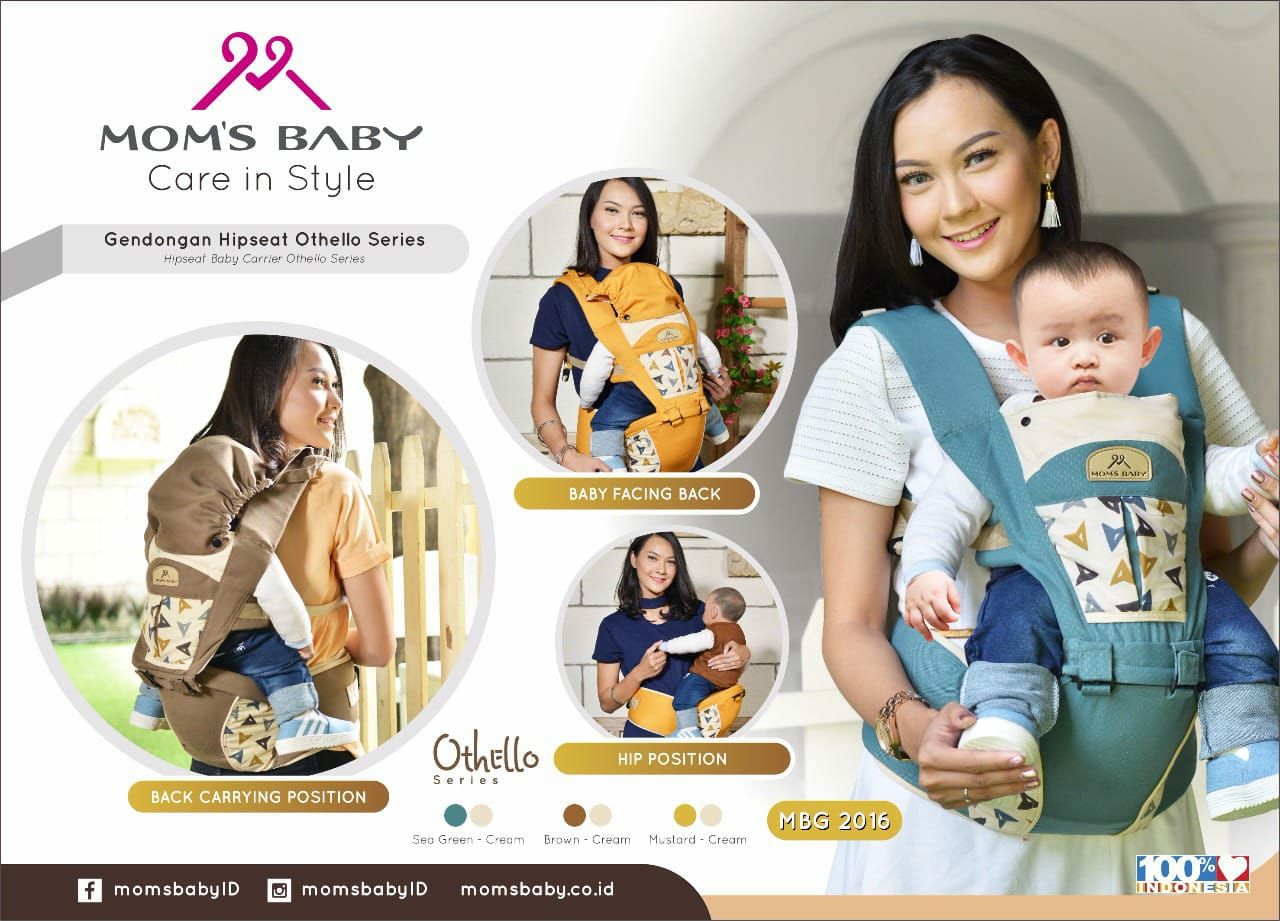 MOM'S BABY
Care in Style
Gendongan Hipseat Othello Series
Hipseat Baby Carrier Othello Series
BABY FACING BACK
MOM'S BABY
MOM'S BABY
HIP POSITION
Othello
Series
BACK CARRYING POSITION
Sea Green - Cream
Brown - Cream
Mustard - Cream
MBG 2016
momsbabyID
momsbabyID
momsbaby.co.id
100%
INDONESIA